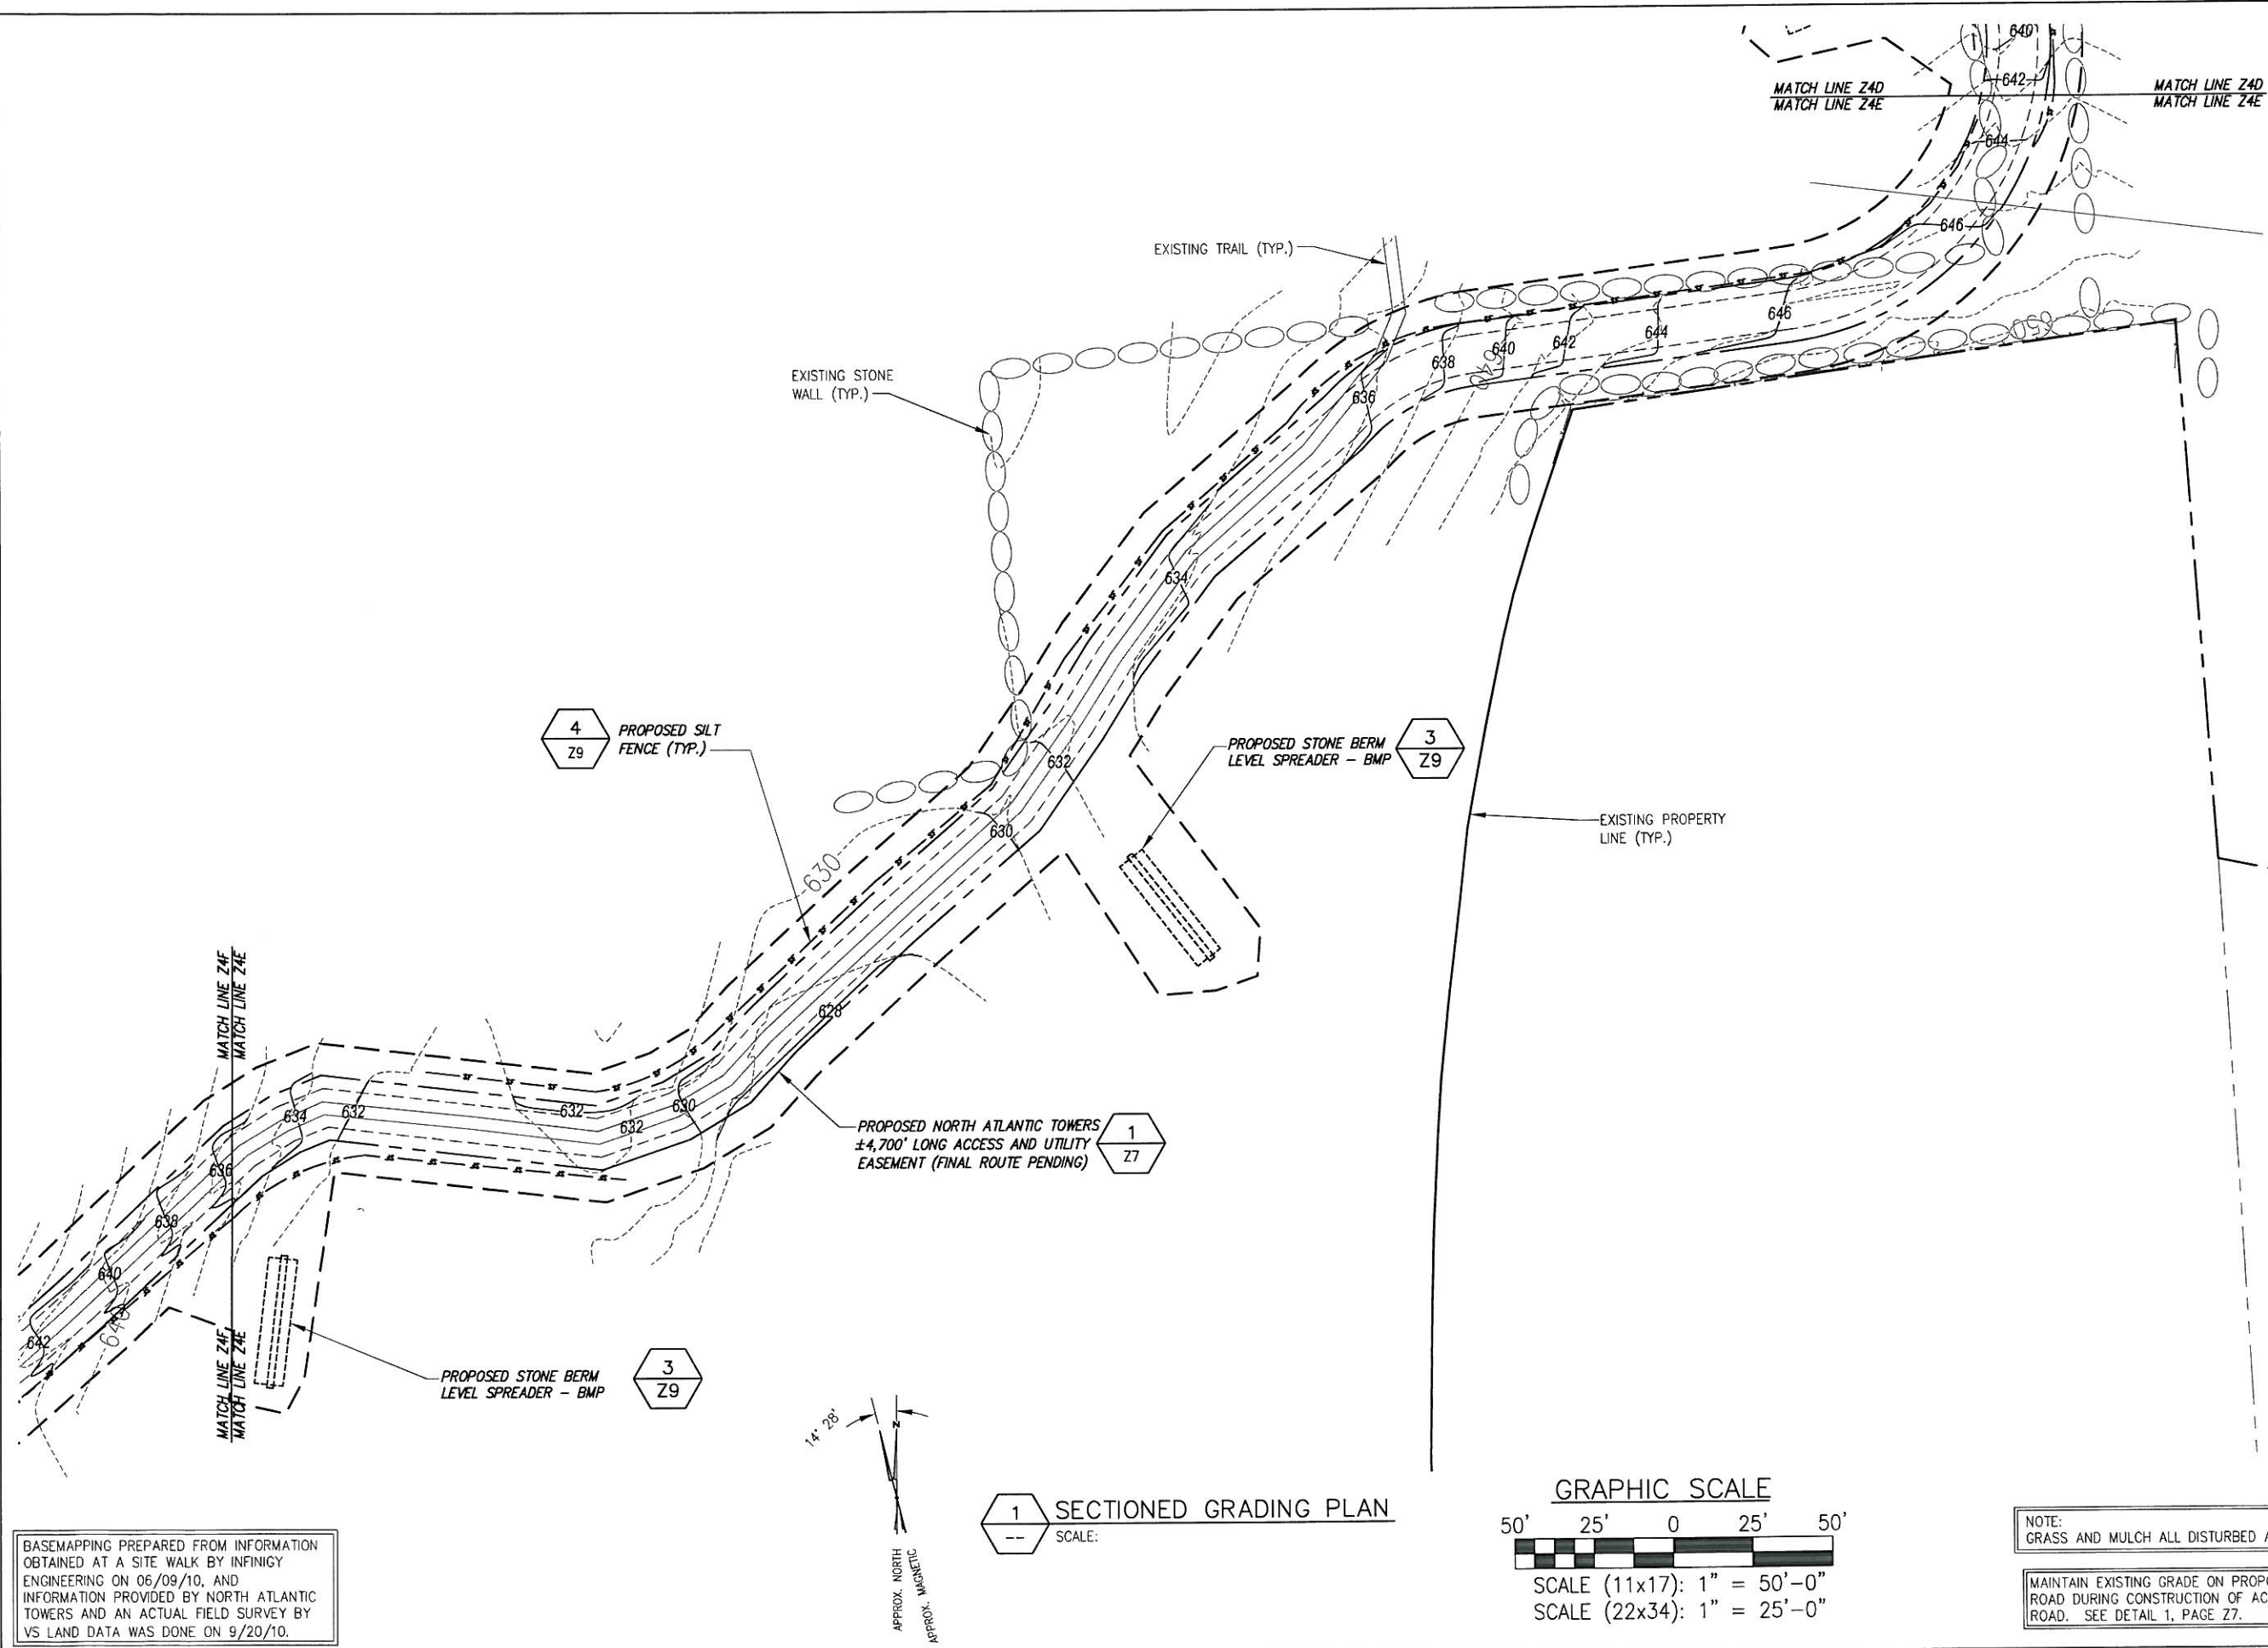 640
642
MATCH LINE Z4D
MATCH LINE Z4E
MATCH LINE Z4D
MATCH LINE Z4E
644
646
EXISTING TRAIL (TYP.)
646
650
644
642
640
638
640
636
EXISTING STONE
WALL (TYP.)
634
4
Z9
PROPOSED SILT
FENCE (TYP.)
632
PROPOSED STONE BERM
LEVEL SPREADER - BMP
3
Z9
EXISTING PROPERTY
LINE (TYP.)
630
630
628
MATCH LINE Z4F
MATCH LINE Z4E
634
632
632
632
630
PROPOSED NORTH ATLANTIC TOWERS
±4,700' LONG ACCESS AND UTILITY
EASEMENT (FINAL ROUTE PENDING)
1
Z7
636
638
640
640
642
MATCH LINE Z4F
MATCH LINE Z4E
PROPOSED STONE BERM
LEVEL SPREADER - BMP
3
Z9
14° 28'
N
APPROX. NORTH
APPROX. MAGNETIC
1
--
SECTIONED GRADING PLAN
SCALE:
GRAPHIC SCALE
50' 25' 0 25' 50'
SCALE (11x17): 1" = 50'-0"
SCALE (22x34): 1" = 25'-0"
BASEMAPPING PREPARED FROM INFORMATION
OBTAINED AT A SITE WALK BY INFINIGY
ENGINEERING ON 06/09/10, AND
INFORMATION PROVIDED BY NORTH ATLANTIC
TOWERS AND AN ACTUAL FIELD SURVEY BY
VS LAND DATA WAS DONE ON 9/20/10.
NOTE:
GRASS AND MULCH ALL DISTURBED
MAINTAIN EXISTING GRADE ON
ROAD DURING CONSTRUCTION OF
ROAD. SEE DETAIL 1, PAGE Z7.